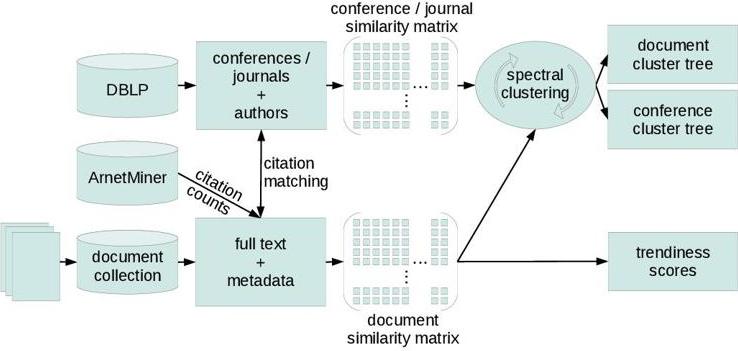 conference / journal
similarity matrix
DBLP
conferences /
journals
+
authors
...
...
spectral
clustering
document
cluster tree
conference
cluster tree
ArnetMiner
citation
counts
citation
matching
document
collection
full text
+
metadata
...
...
trendiness
scores
document
similarity matrix